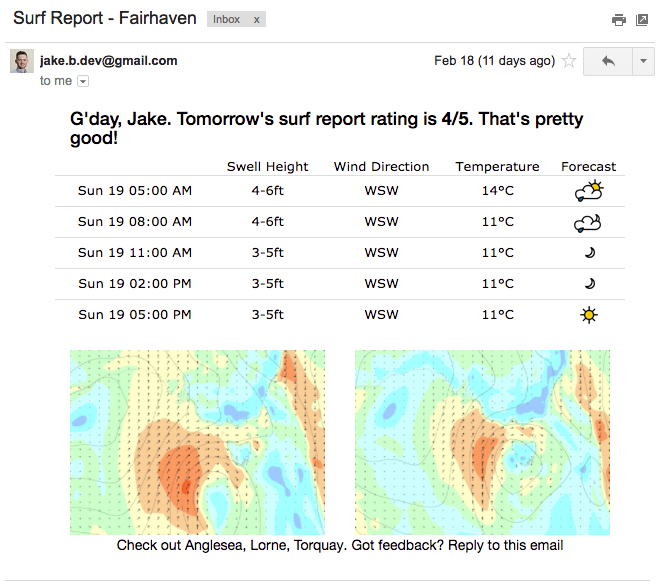 Surf Report - Fairhaven Inbox x
jake.b.dev@gmail.com Feb 18 (11 days ago)
to me
G'day, Jake. Tomorrow's surf report rating is 4/5. That's pretty
good!
Swell Height Wind Direction Temperature Forecast
Sun 19 05:00 AM 4-6ft WSW 14°C
Sun 19 08:00 AM 4-6ft WSW 11°C
Sun 19 11:00 AM 3-5ft WSW 11°C
Sun 19 02:00 PM 3-5ft WSW 11°C
Sun 19 05:00 PM 3-5ft WSW 11°C
Check out Anglesea, Lorne, Torquay. Got feedback? Reply to this email